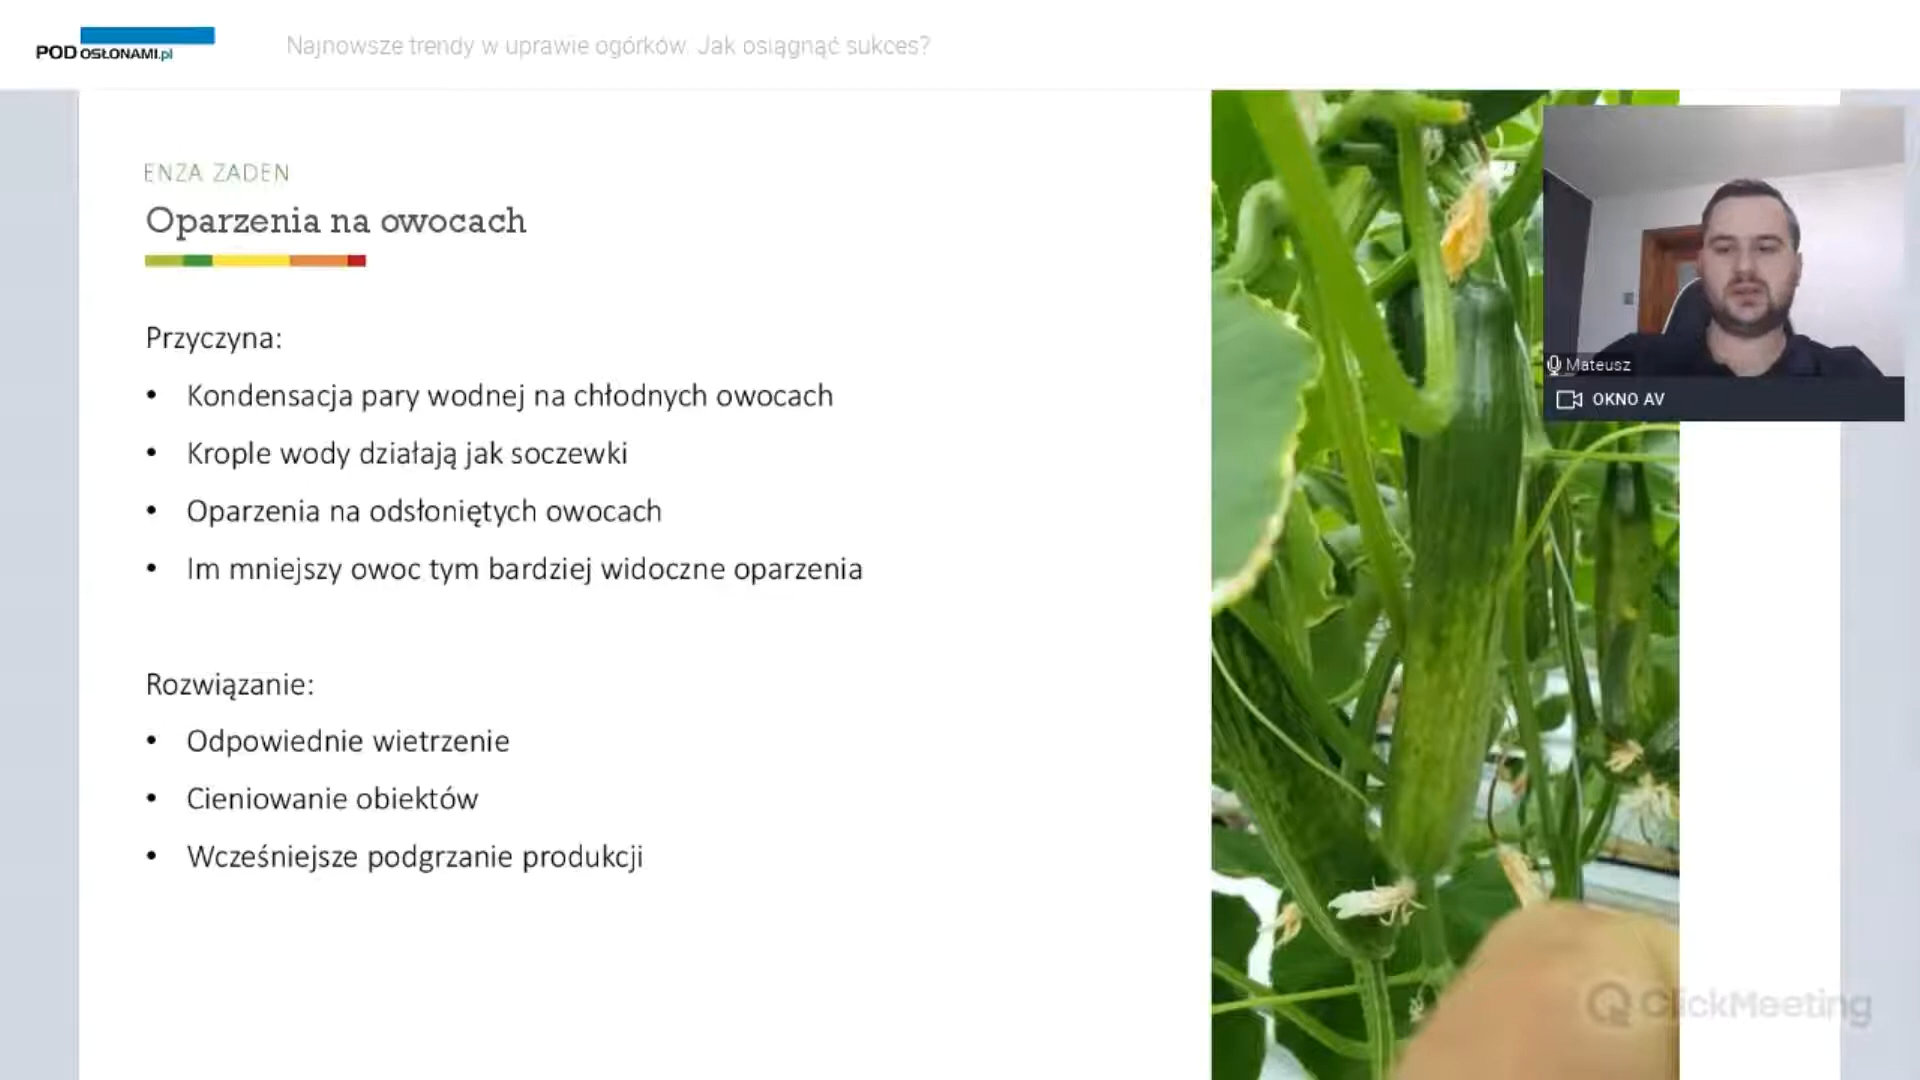 POD OSŁONAMI.pl
Najnowsze trendy w uprawie ogórków. Jak osiągnąć sukces?
ENZA ZADEN
Oparzenia na owocach
Przyczyna:
• Kondensacja pary wodnej na chłodnych owocach
• Krople wody działają jak soczewki
• Oparzenia na odsłoniętych owocach
• Im mniejszy owoc tym bardziej widoczne oparzenia
Rozwiązanie:
• Odpowiednie wietrzenie
• Cieniowanie obiektów
• Wcześniejsze podgrzanie produkcji
Mateusz
OKNO AV
ClickMeeting